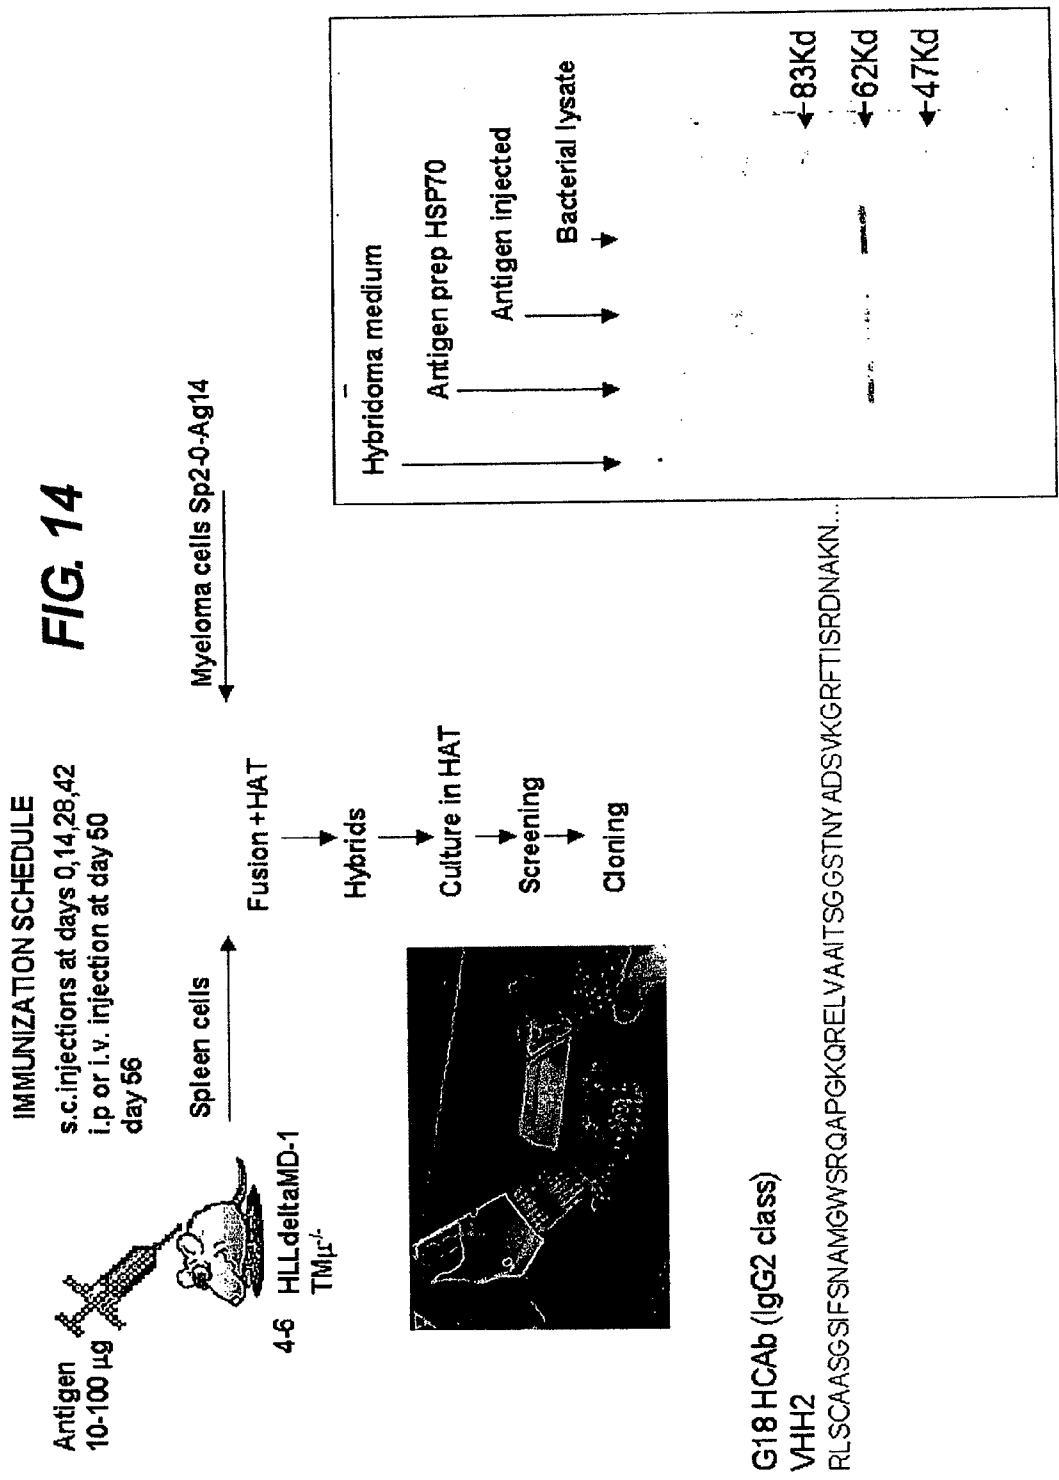 FIG. 14
IMMUNIZATION SCHEDULE
s.c.injections at days 0,14,28,42
i.p or i.v. injection at day 50
day 56
Antigen
10-100 µg
4-6 HLLdeltaMD-1
TMµ-/-
Spleen cells
Myeloma cells Sp2-0-Ag14
Fusion +HAT
Hybrids
Culture in HAT
Screening
Cloning
Hybridoma medium
Antigen prep HSP70
Antigen injected
Bacterial lysate
83Kd
62Kd
47Kd
G18 HCAb (IgG2 class)
VHH2
RLSCAASGSIFSNAMGWSRQAPGKQRELVAAITSGGSTNYADSVKGRFTISRDNAKN...